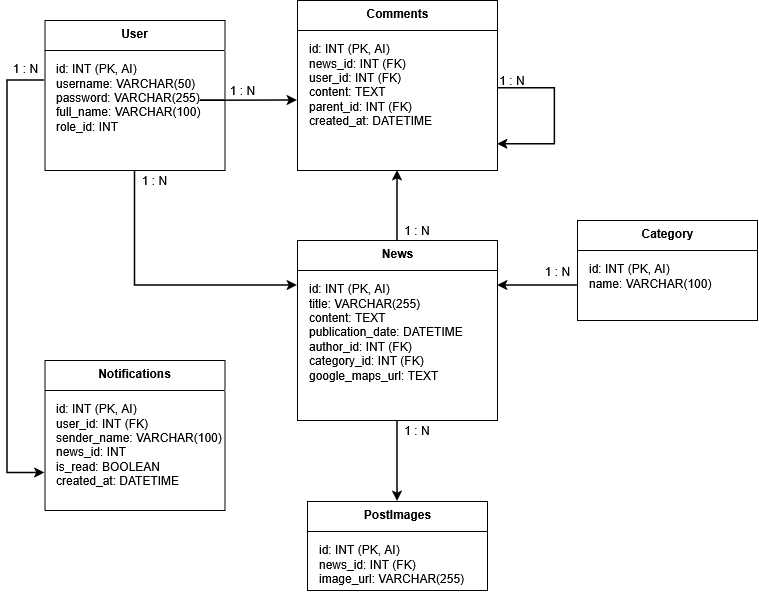 User
id: INT (PK, AI)
username: VARCHAR(50)
password: VARCHAR(255)
full_name: VARCHAR(100)
role_id: INT
1 : N
1 : N
1 : N
Comments
id: INT (PK, AI)
news_id: INT (FK)
user_id: INT (FK)
content: TEXT
parent_id: INT (FK)
created_at: DATETIME
1 : N
1 : N
News
id: INT (PK, AI)
title: VARCHAR(255)
content: TEXT
publication_date: DATETIME
author_id: INT (FK)
category_id: INT (FK)
google_maps_url: TEXT
1 : N
Category
id: INT (PK, AI)
name: VARCHAR(100)
Notifications
id: INT (PK, AI)
user_id: INT (FK)
sender_name: VARCHAR(100)
news_id: INT
is_read: BOOLEAN
created_at: DATETIME
1 : N
PostImages
id: INT (PK, AI)
news_id: INT (FK)
image_url: VARCHAR(255)